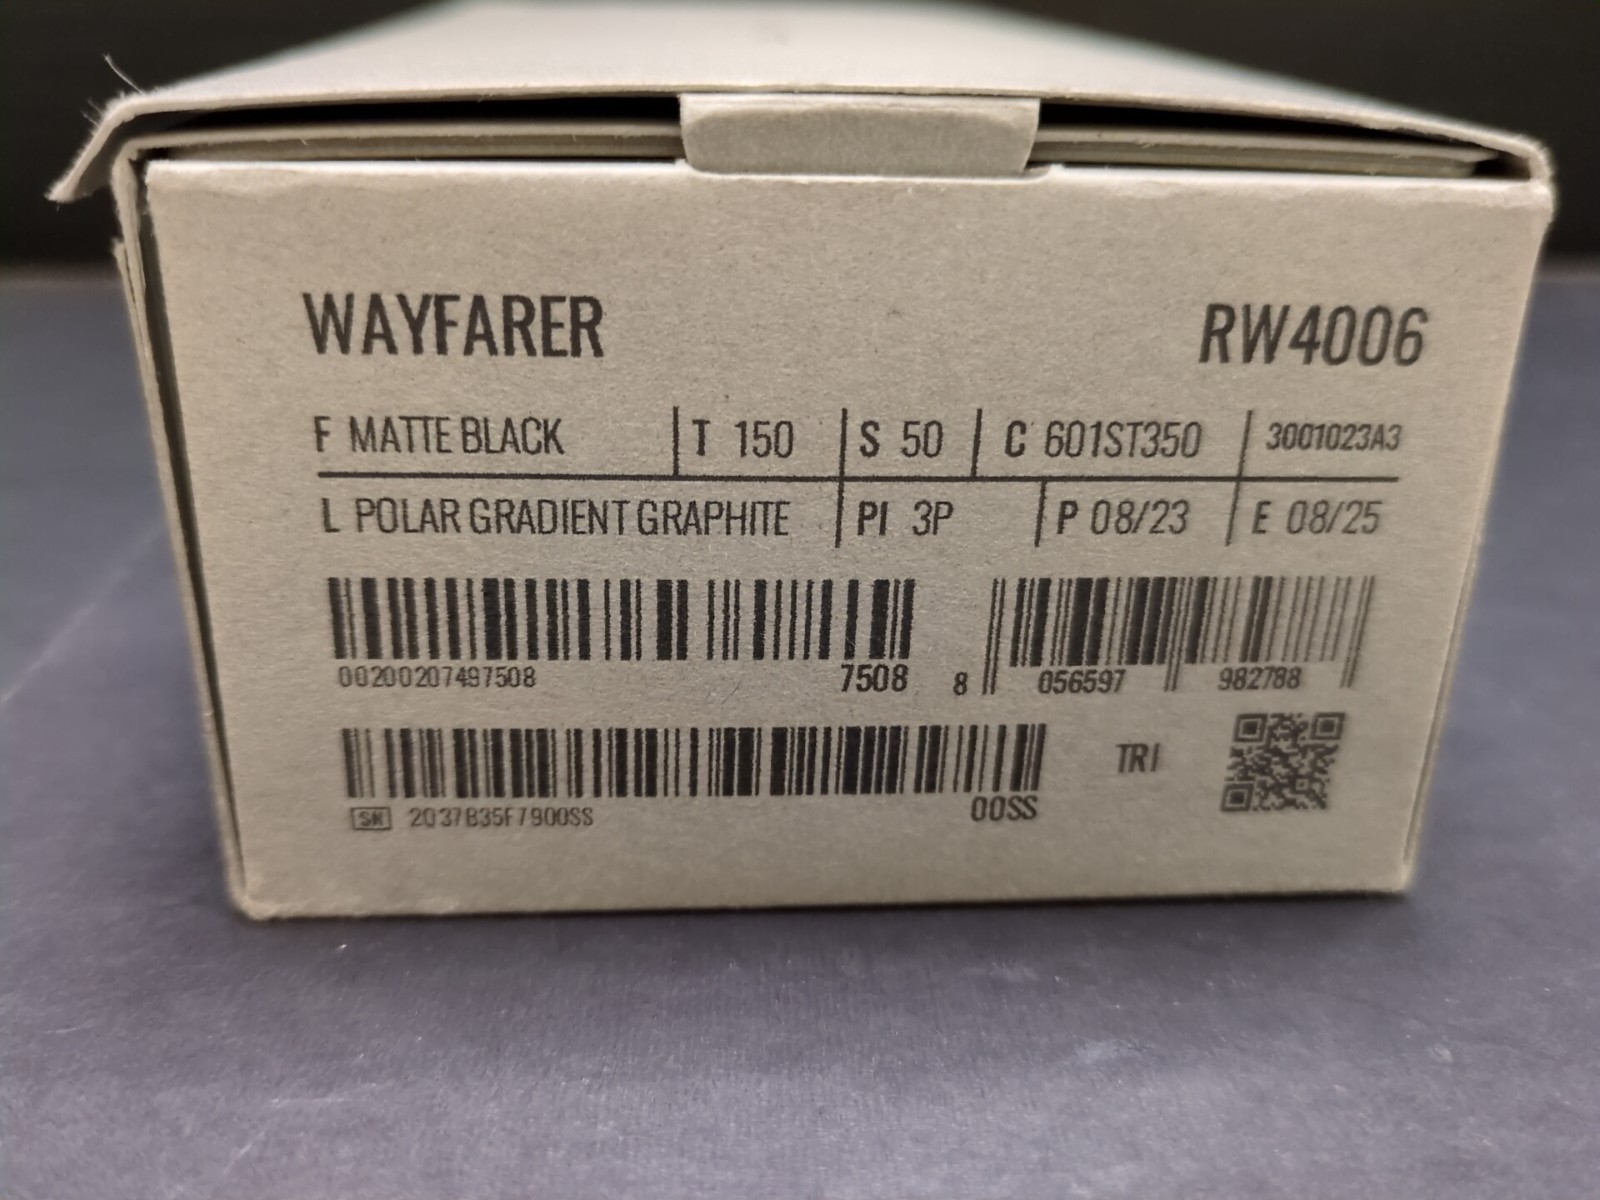 WAYFARER RW4006
F MATTE BLACK T 150 S 50 C 601ST350 3001023A3
L POLAR GRADIENT GRAPHITE PI 3P P 08/23 E 08/25
00200207497508 7508 8 056597 982788
TRI
SN 2Q37B35F7900SS 00SS